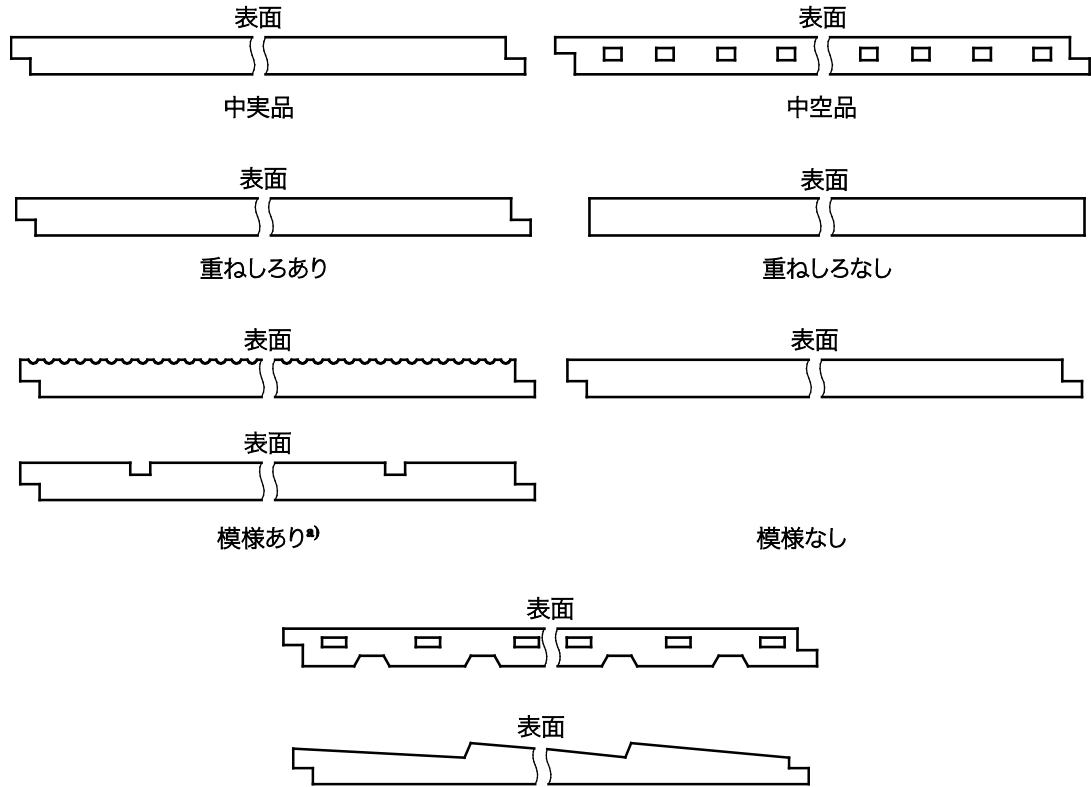 表面
表面
中実品
中空品
表面
表面
重ねしろあり
重ねしろなし
表面
表面
表面
模様ありa)
模様なし
表面
表面